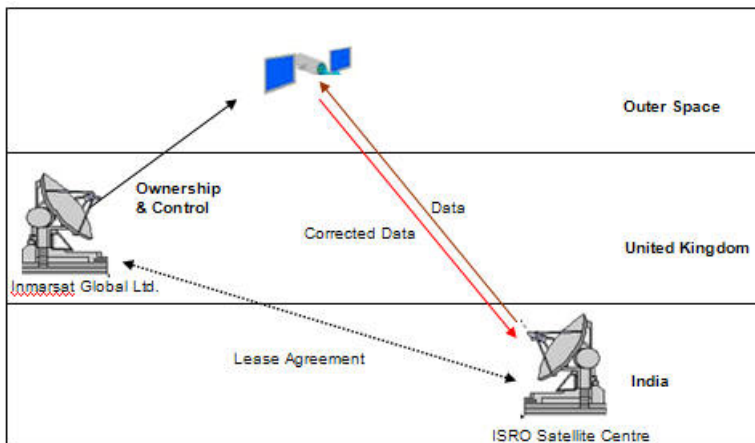 Outer Space
Ownership
& Control
Data
Corrected Data
United Kingdom
Inmarsat Global Ltd.
Lease Agreement
India
ISRO Satellite Centre